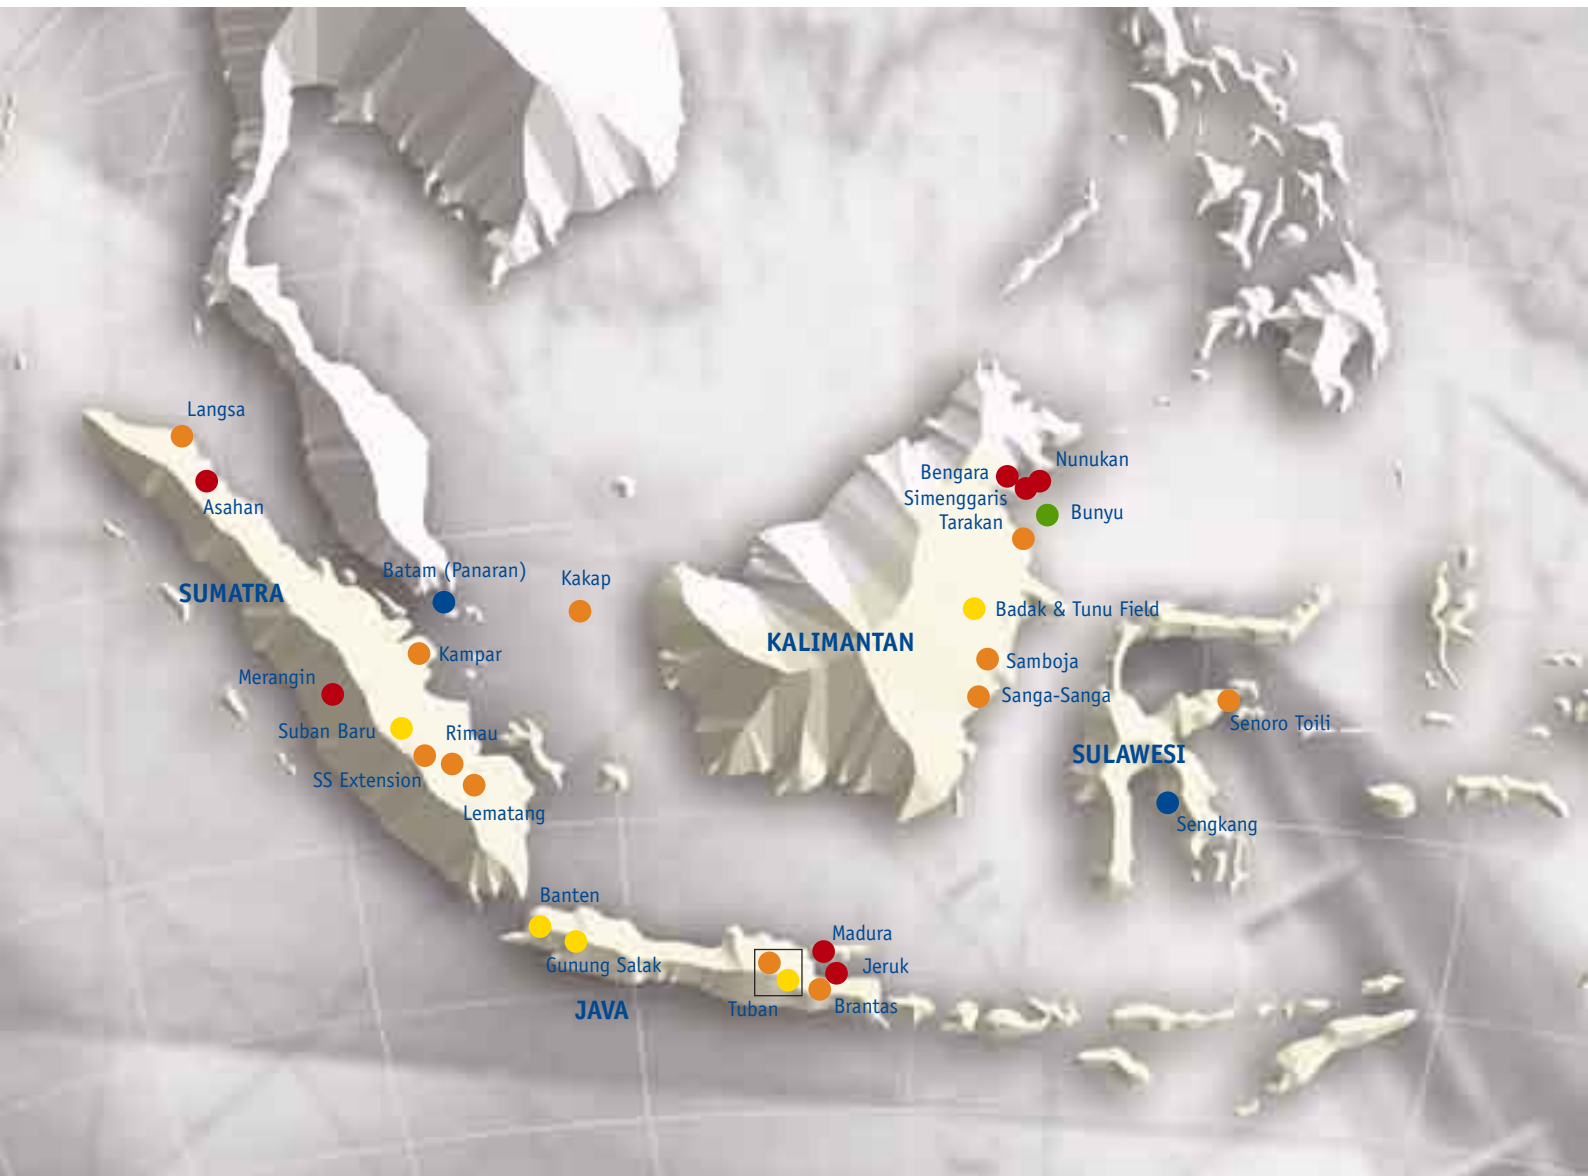 Langsa
Asahan
SUMATRA
Batam (Panaran)
Kakap
Kampar
Merangin
Suban Baru
Rimau
SS Extension
Lematang
Bengara
Nunukan
Simenggaris
Tarakan
Bunyu
KALIMANTAN
Badak & Tunu Field
Samboja
Sanga-Sanga
Senoro Toili
SULAWESI
Sengkang
Banten
Gunung Salak
JAVA
Madura
Jeruk
Tuban
Brantas